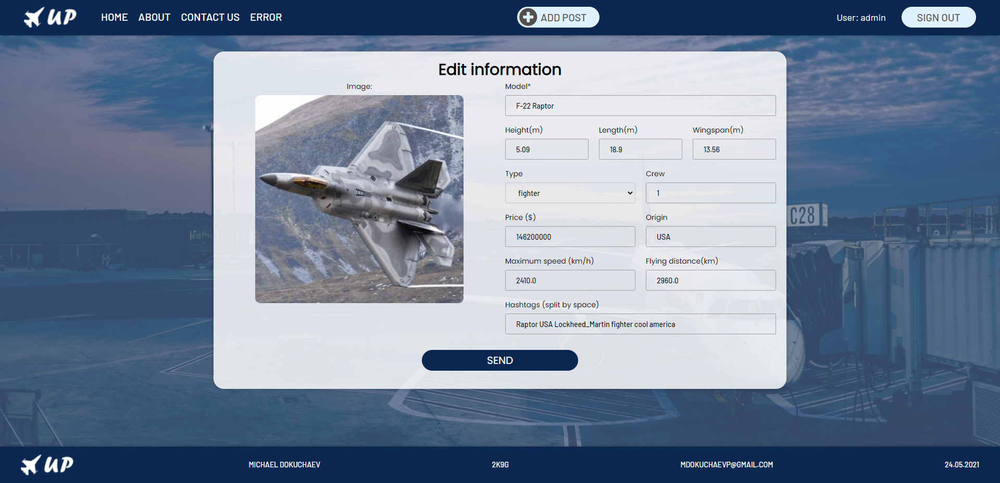 UP
HOME ABOUT CONTACT US ERROR
ADD POST
User: admin
SIGN OUT
Edit information
Image:
Model*
F-22 Raptor
Height(m) Length(m) Wingspan(m)
5.09 18.9 13.56
Type Crew
fighter 1
Price ($) Origin
146200000 USA
C28
Maximum speed (km/h) Flying distance(km)
2410.0 2960.0
Hashtags (split by space)
Raptor USA Lockheed_Martin fighter cool america
SEND
UP
MICHAEL DOKUCHAEV 2K9G MDOKUCHAEVP@GMAIL.COM 24.05.2021